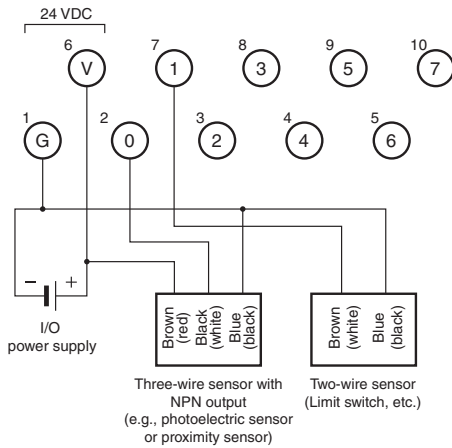 24 VDC
6 7 8 9 10
V 1 3 5 7
1 2 3 4 5
G 0 2 4 6
– +
I/O
power supply
Brown
(red)
Black
(white)
Blue
(black)
Brown
(white)
Blue
(black)
Three-wire sensor with
NPN output
(e.g., photoelectric sensor
or proximity sensor)
Two-wire sensor
(Limit switch, etc.)